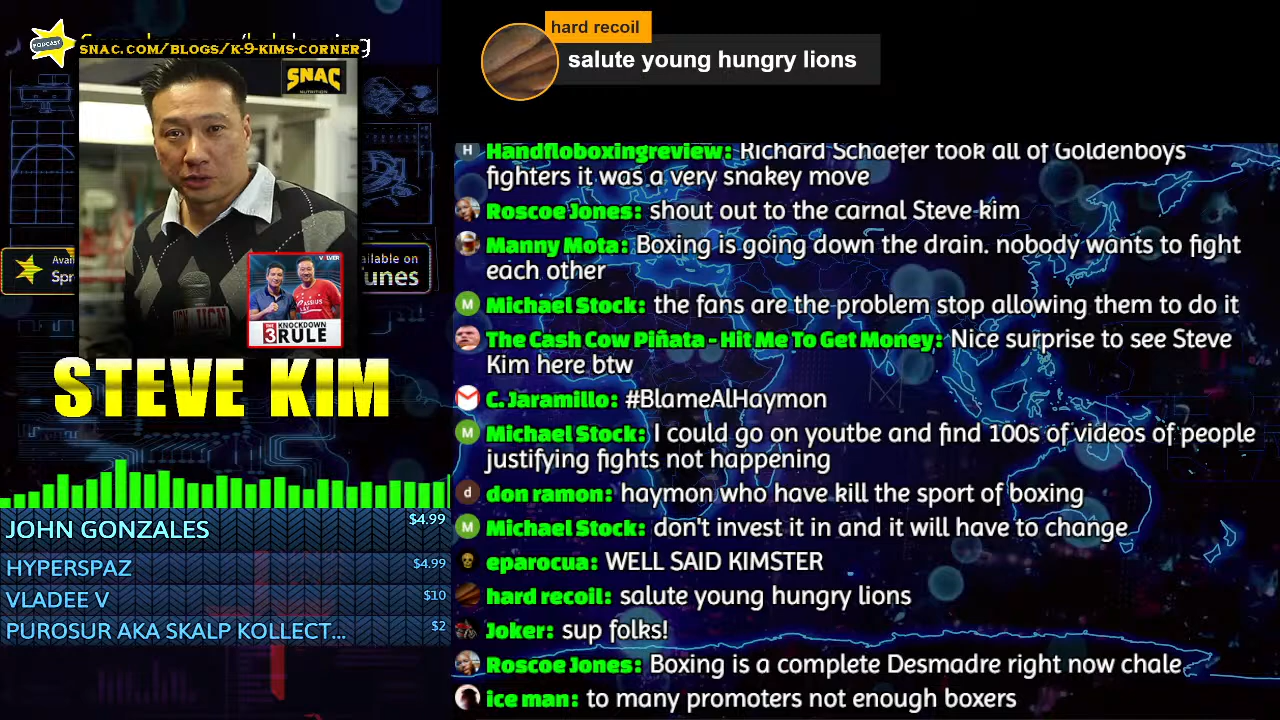 PODCAST
SNAC.COM/BLOGS/K-9-KIMS-CORNER
SNAC
NUTRITION
hard recoil
salute young hungry lions
UCN
KNOCKDOWN
3 RULE
unes
STEVE KIM
JOHN GONZALES $4.99
HYPERSPAZ $4.99
VLADEE V $10
PUROSUR AKA SKALP KOLLECT... $2
H Handfloboxingreview: Richard Schaefer took all of Goldenboys
fighters it was a very snakey move
Roscoe Jones: shout out to the carnal Steve kim
Manny Mota: Boxing is going down the drain. nobody wants to fight
each other
M Michael Stock: the fans are the problem stop allowing them to do it
The Cash Cow Piñata - Hit Me To Get Money: Nice surprise to see Steve
Kim here btw
C. Jaramillo: #BlameAlHaymon
M Michael Stock: I could go on youtbe and find 100s of videos of people
justifying fights not happening
d don ramon: haymon who have kill the sport of boxing
M Michael Stock: don't invest it in and it will have to change
eparocua: WELL SAID KIMSTER
hard recoil: salute young hungry lions
Joker: sup folks!
Roscoe Jones: Boxing is a complete Desmadre right now chale
ice man: to many promoters not enough boxers